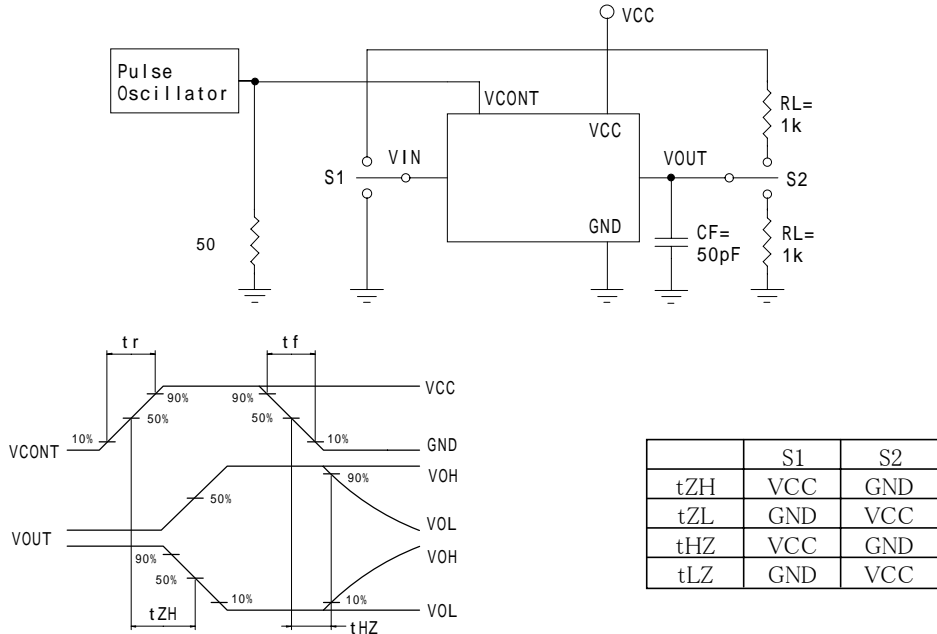 VCC
Pulse
Oscillator
VCONT
RL=
1k
VCC
VIN
VOUT
S1
S2
GND
50
CF=
50pF
RL=
1k
tr
tf
VCC
90%
90%
50%
50%
10%
10%
VCONT
GND
VOH
90%
50%
VOL
VOUT
VOH
90%
50%
10%
10%
VOL
tZH
tHZ
S1 S2
tZH VCC GND
tZL GND VCC
tHZ VCC GND
tLZ GND VCC